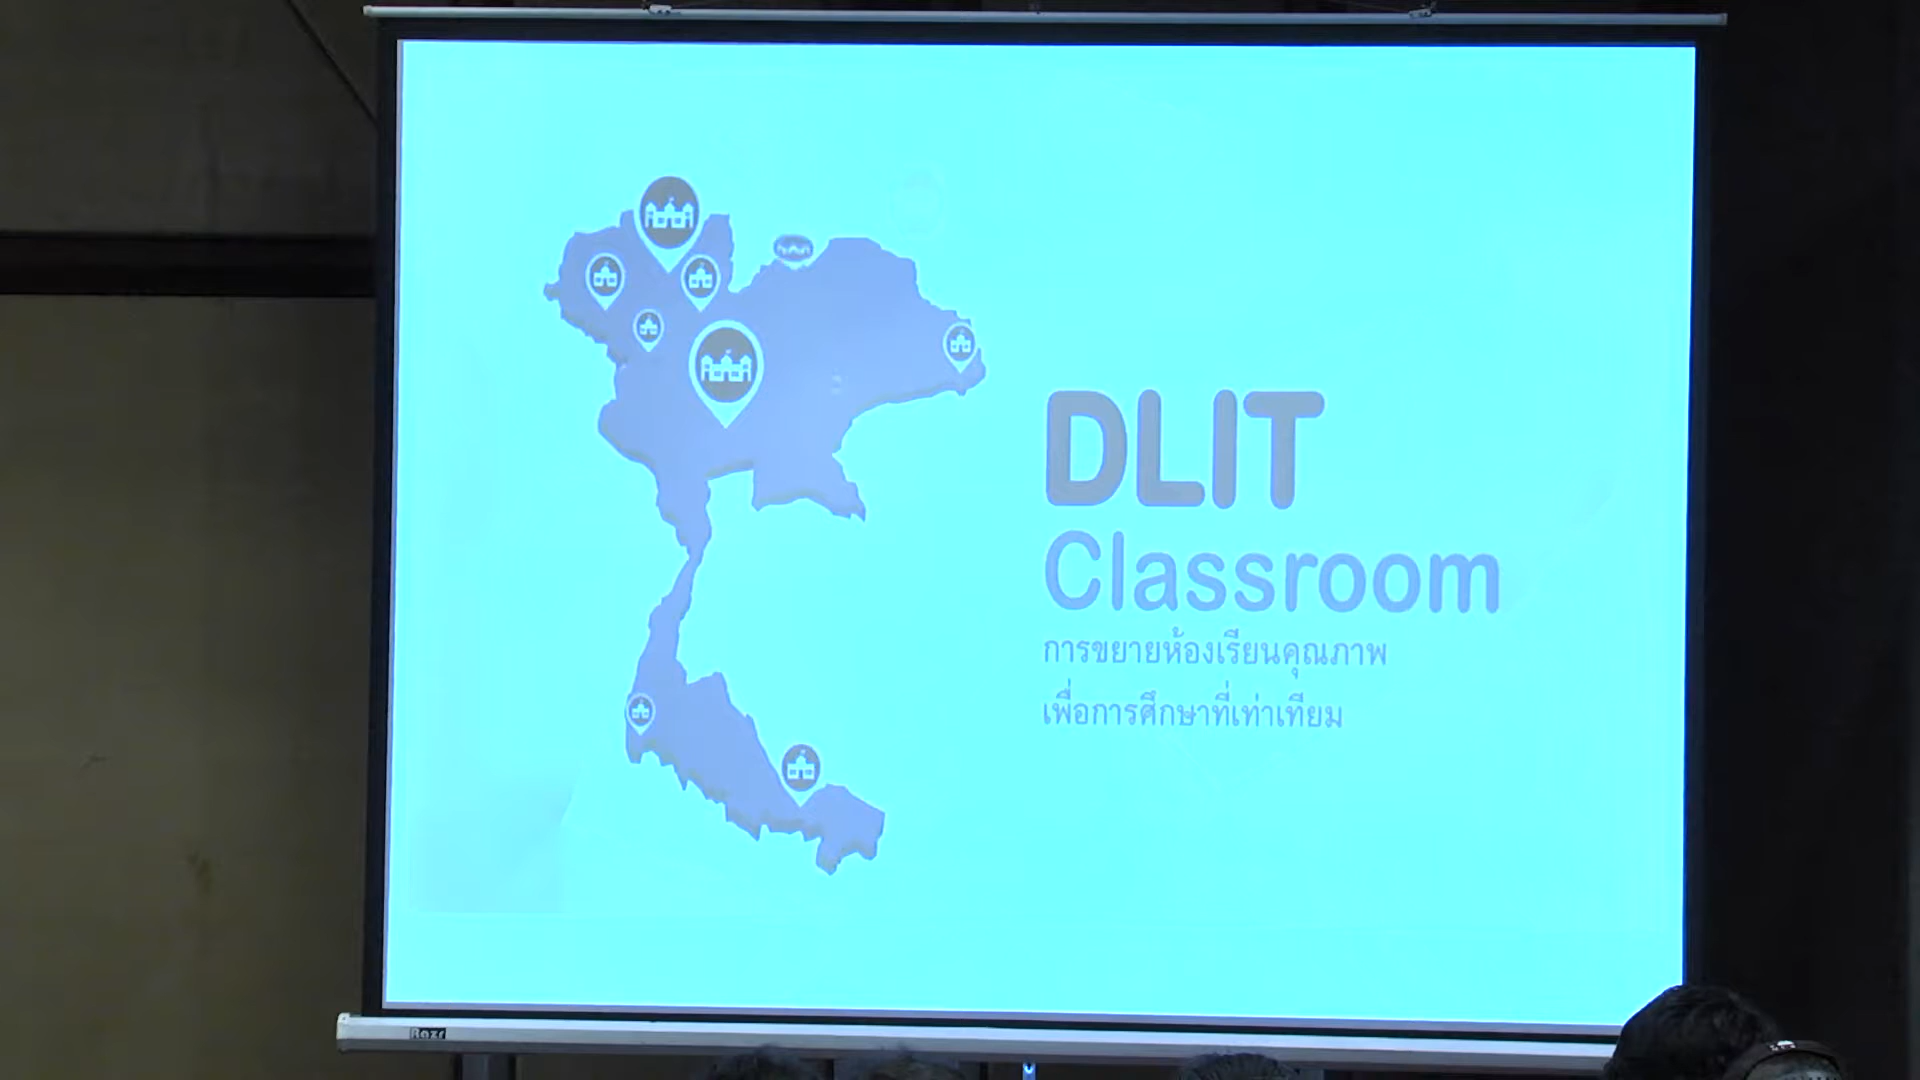 DLIT
Classroom
การขยายห้องเรียนคุณภาพ
เพื่อการศึกษาที่เท่าเทียม
Razr